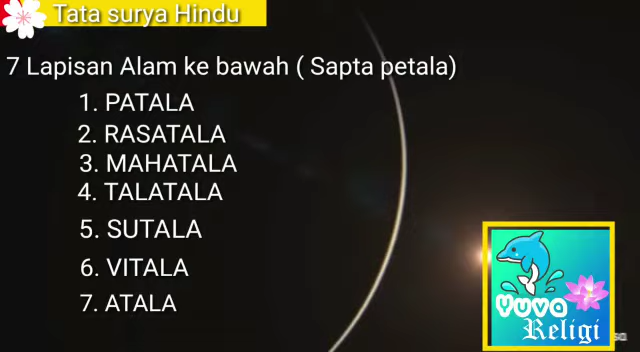 Tata surya Hindu
7 Lapisan Alam ke bawah ( Sapta petala)
1. PATALA
2. RASATALA
3. MAHATALA
4. TALATALA
5. SUTALA
6. VITALA
7. ATALA
Yuva
Religi